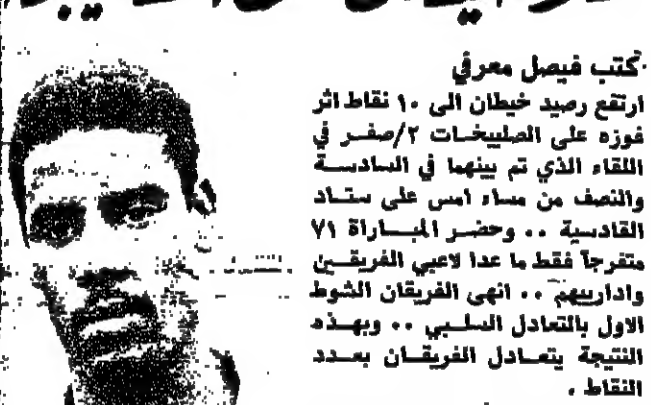 كتب فيصل معرفي
ارتفع رصيد خيطان الى ١٠ نقاط اثر
فوزه على الصليبخات ٢/صفر في
اللقاء الذي تم بينهما في السادسة
والنصف من مساء امس على ستاد
القادسية .. وحضر المباراة ٧١
متفرجاً فقط ما عدا لاعبي الفريقين
وادارييهم .. انهى الفريقان الشوط
الاول بالتعادل السلبي .. وبهذه
النتيجة يتعادل الفريقان بعدد
النقاط .